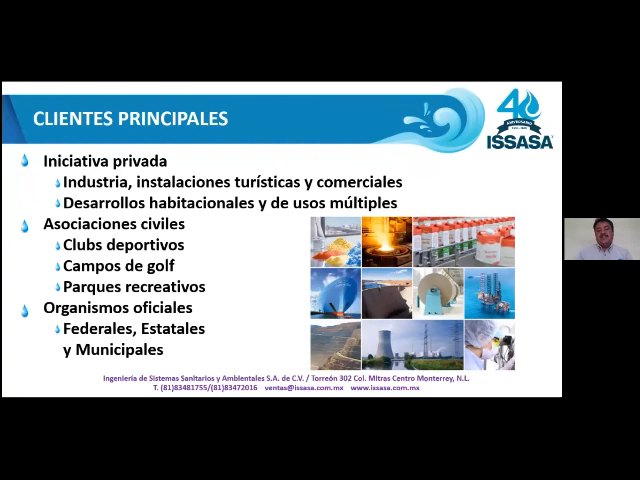 CLIENTES PRINCIPALES
40
ANIVERSARIO
ISSASA
Iniciativa privada
Industria, instalaciones turísticas y comerciales
Desarrollos habitacionales y de usos múltiples
Asociaciones civiles
Clubs deportivos
Campos de golf
Parques recreativos
Organismos oficiales
Federales, Estatales
y Municipales
Ingeniería de Sistemas Sanitarios y Ambientales S.A. de C.V. / Torreón 302 Col. Mitras Centro Monterrey, N.L.
T. (81)83481755/(81)83472016 ventas@issasa.com.mx www.issasa.com.mx